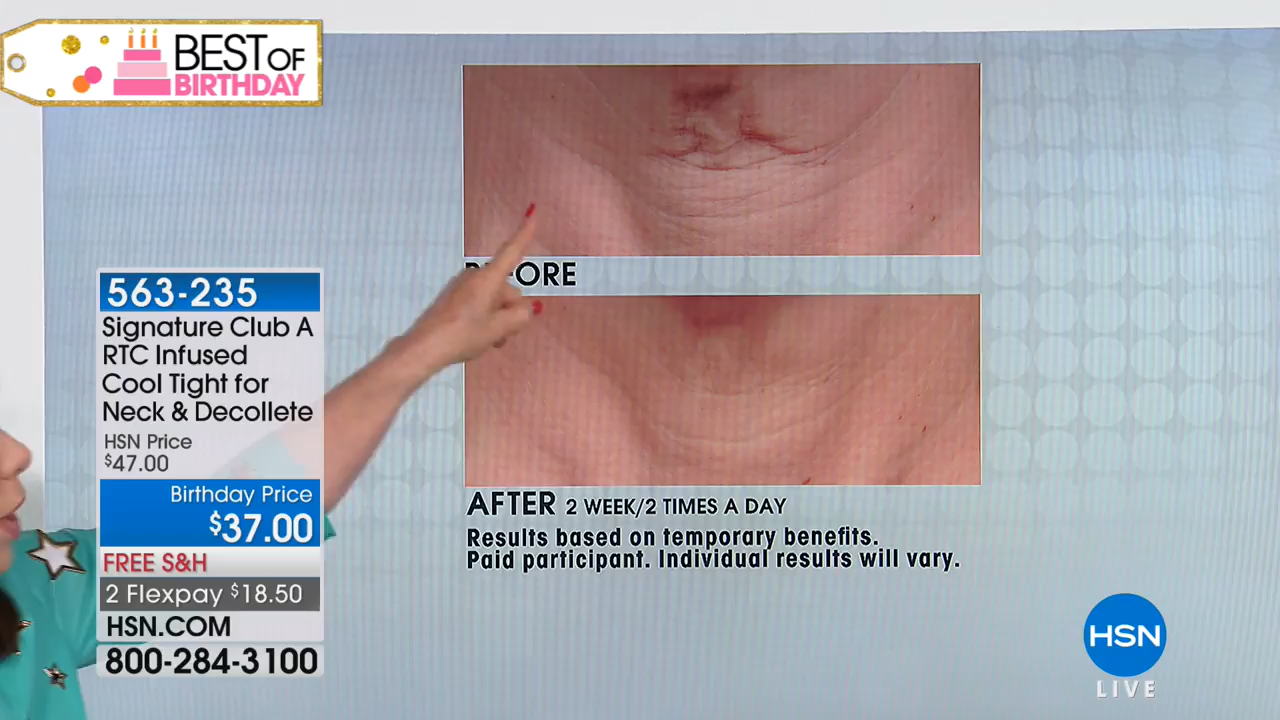 BEST OF
BIRTHDAY
563-235
Signature Club A
RTC Infused
Cool Tight for
Neck & Decollete
HSN Price
$47.00
Birthday Price
$37.00
FREE S&H
2 Flexpay $18.50
HSN.COM
800-284-3100
BEFORE
AFTER 2 WEEK/2 TIMES A DAY
Results based on temporary benefits.
Paid participant. Individual results will vary.
HSN
LIVE